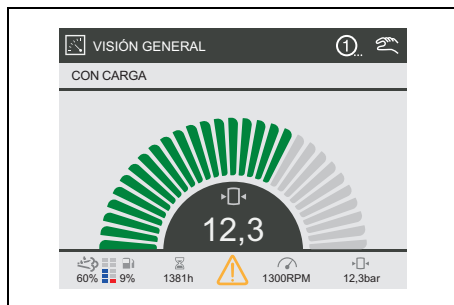 VISIÓN GENERAL 1...
CON CARGA
12,3
60% 9% 1381h 1300RPM 12,3bar